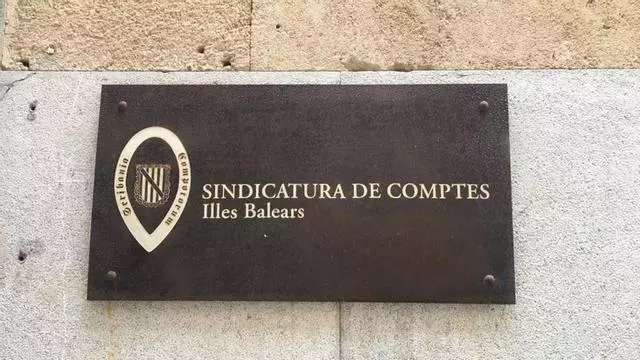 Scribania Computorum
SINDICATURA DE COMPTES
Illes Balears